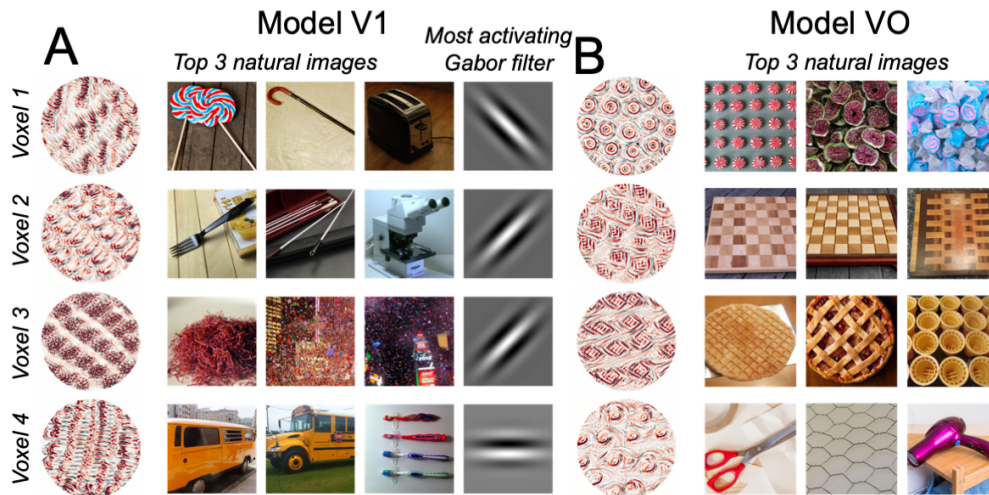 A
Model V1
Top 3 natural images
Most activating
Gabor filter
B
Model VO
Top 3 natural images
Voxel 1
Voxel 2
Voxel 3
Voxel 4